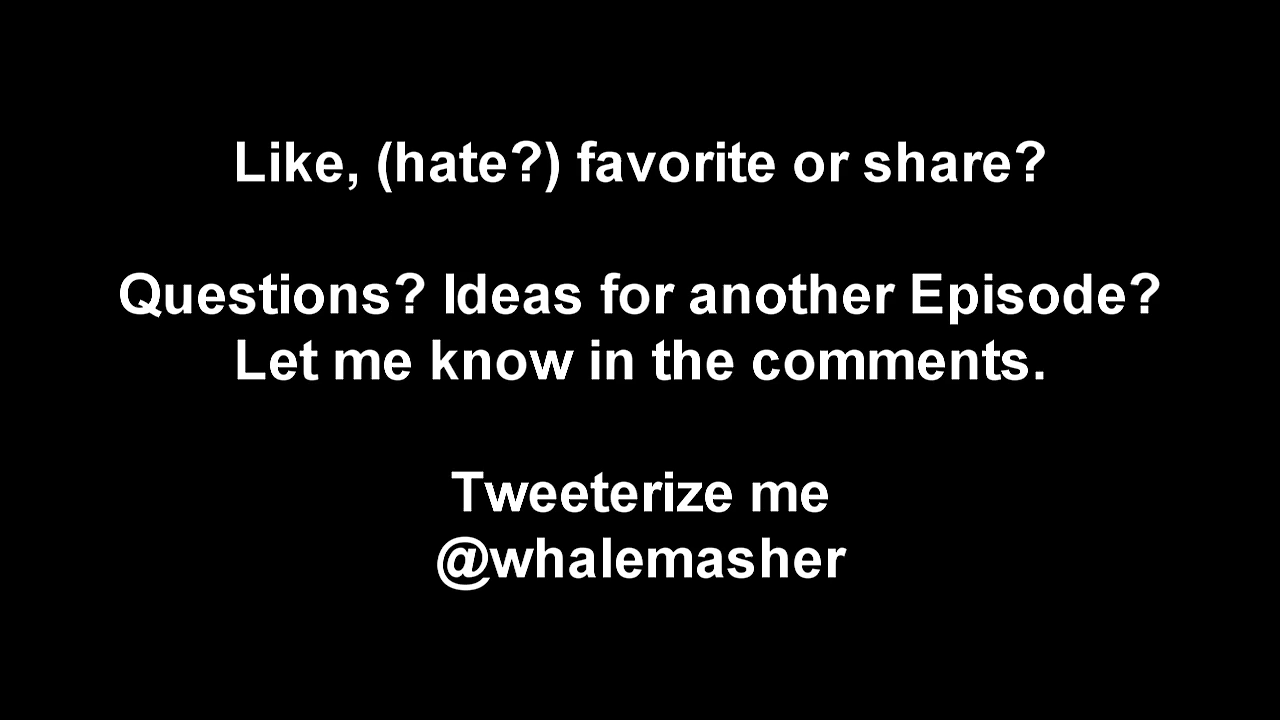 Like, (hate?) favorite or share?
Questions? Ideas for another Episode?
Let me know in the comments.
Tweeterize me
@whalemasher